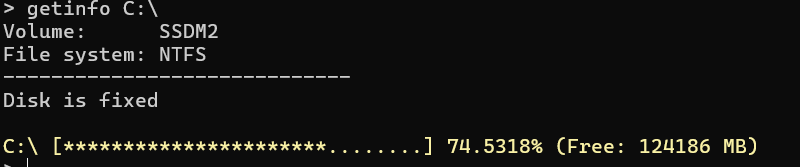 > getinfo C:\
Volume:      SSDM2
File system: NTFS
-----------------------------
Disk is fixed
C:\ [**********************........] 74.5318% (Free: 124186 MB)
>